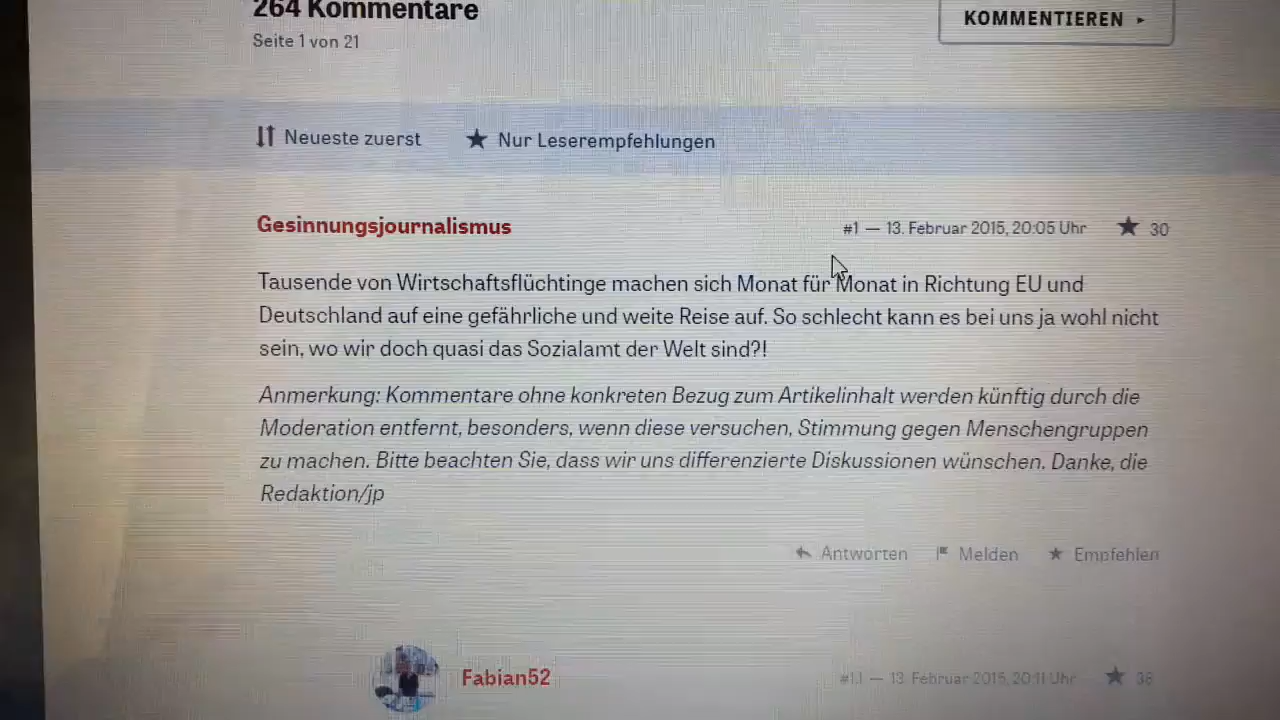 264 Kommentare
KOMMENTIEREN
Seite 1 von 21
Neueste zuerst Nur Leserempfehlungen
Gesinnungsjournalismus #1 — 13. Februar 2015, 20:05 Uhr 30
Tausende von Wirtschaftsflüchtinge machen sich Monat für Monat in Richtung EU und
Deutschland auf eine gefährliche und weite Reise auf. So schlecht kann es bei uns ja wohl nicht
sein, wo wir doch quasi das Sozialamt der Welt sind?!
Anmerkung: Kommentare ohne konkreten Bezug zum Artikelinhalt werden künftig durch die
Moderation entfernt, besonders, wenn diese versuchen, Stimmung gegen Menschengruppen
zu machen. Bitte beachten Sie, dass wir uns differenzierte Diskussionen wünschen. Danke, die
Redaktion/jp
Antworten Melden Empfehlen
Fabian52 #1.1 — 13. Februar 2015, 20:11 Uhr 38